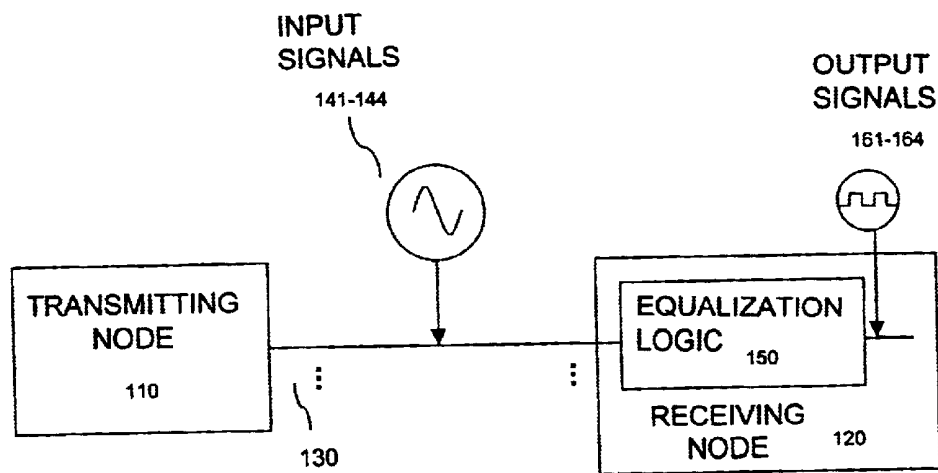 INPUT
SIGNALS
141-144
OUTPUT
SIGNALS
161-164
TRANSMITTING
NODE
110
EQUALIZATION
LOGIC 150
RECEIVING
NODE 120
130